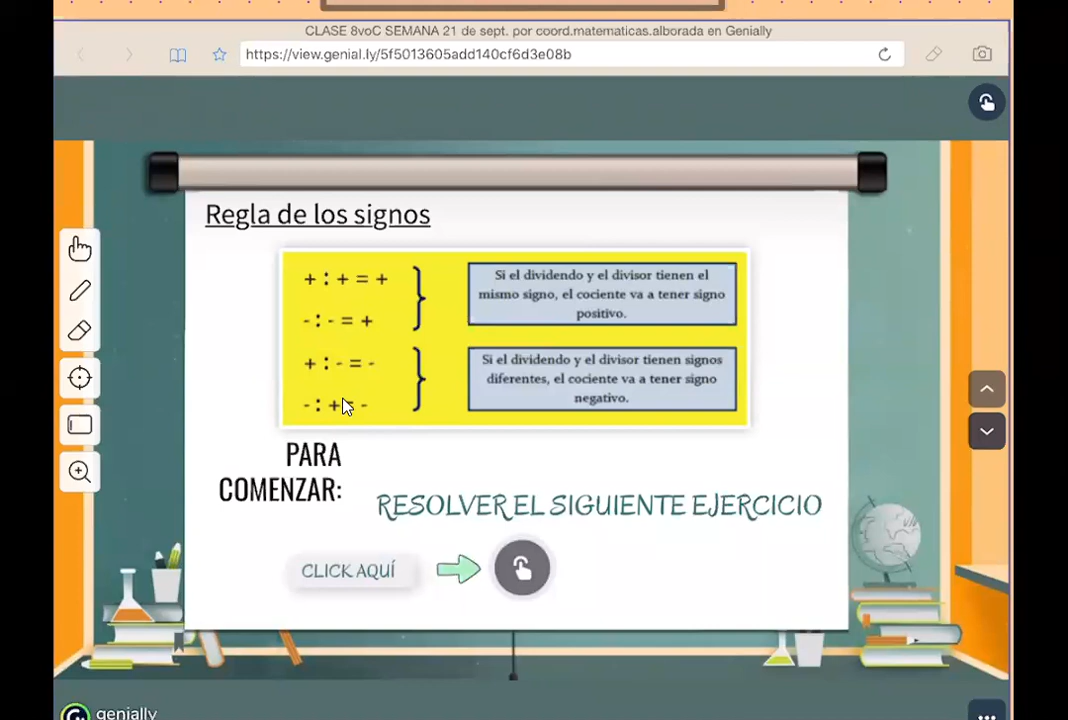 CLASE 8voC SEMANA 21 de sept. por coord.matematicas.alborada en Genially
https://view.genial.ly/5f5013605add140cf6d3e08b
Regla de los signos
+ : + = +
- : - = +
Si el dividendo y el divisor tienen el
mismo signo, el cociente va a tener signo
positivo.
+ : - = -
- : + = -
Si el dividendo y el divisor tienen signos
diferentes, el cociente va a tener signo
negativo.
PARA
COMENZAR:
RESOLVER EL SIGUIENTE EJERCICIO
CLICK AQUÍ
genially